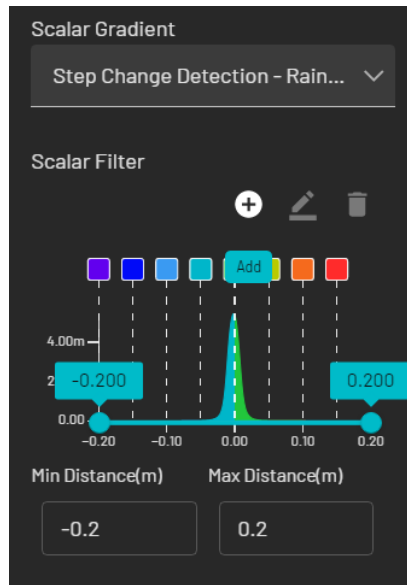 Scalar Gradient
Step Change Detection - Rain...
Scalar Filter
Add
4.00m
2
-0.200
0.200
0.00
-0.20
-0.10
0.00
0.10
0.20
Min Distance(m)
Max Distance(m)
-0.2
0.2